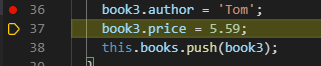 36 book3.author = 'Tom';
37 book3.price = 5.59;
38 this.books.push(book3);